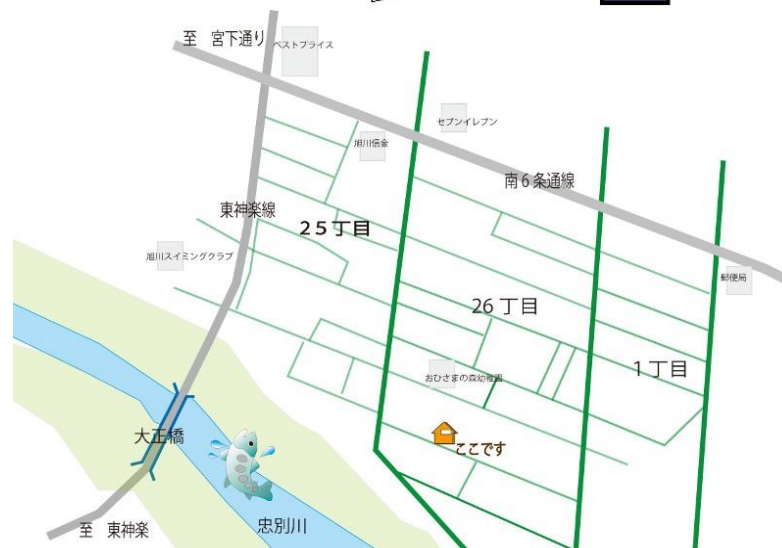 至　宮下通り
ベストプライス
セブンイレブン
旭川信金
南6条通線
東神楽線
25丁目
旭川スイミングクラブ
郵便局
26丁目
1丁目
おひさまの森幼稚園
大正橋
ここです
忠別川
至　東神楽